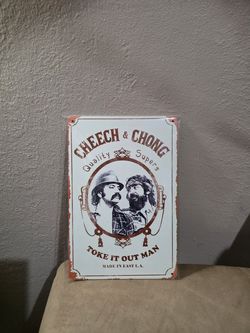 CHEECH & CHONG
Quality Supers
TOKE IT OUT MAN
MADE IN EAST L.A.